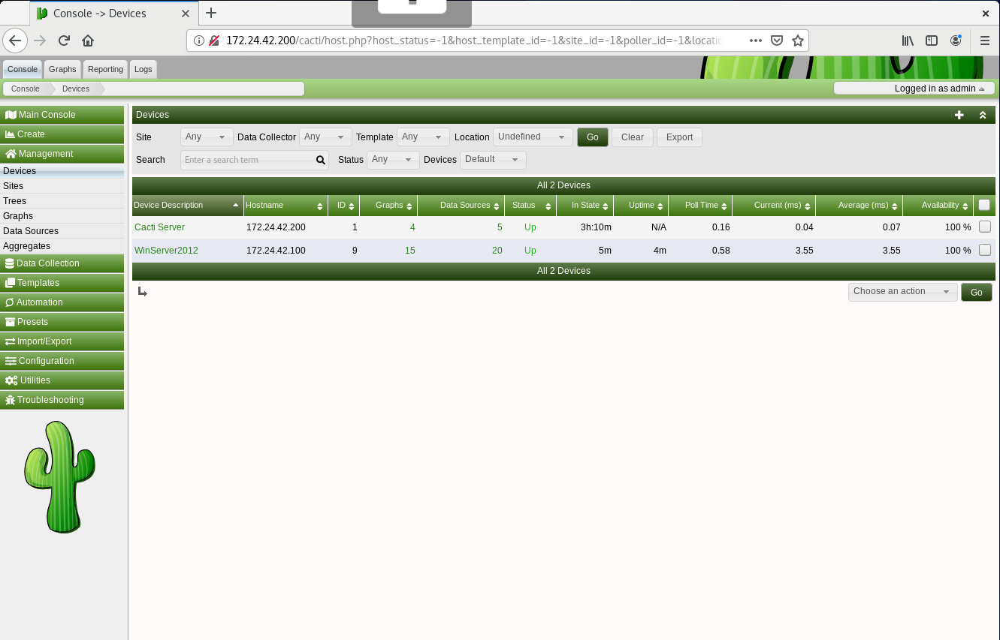 Console -> Devices
172.24.42.200/cacti/host.php?host_status=-1&host_template_id=-1&site_id=-1&poller_id=-1&locatio
Console Graphs Reporting Logs
Console Devices Logged in as admin
Main Console
Create
Management
Devices
Sites
Trees
Graphs
Data Sources
Aggregates
Data Collection
Templates
Automation
Presets
Import/Export
Configuration
Utilities
Troubleshooting
Devices
Site Any Data Collector Any Template Any Location Undefined Go Clear Export
Search Enter a search term Status Any Devices Default
All 2 Devices
Device Description Hostname ID Graphs Data Sources Status In State Uptime Poll Time Current (ms) Average (ms) Availability
Cacti Server 172.24.42.200 1 4 5 Up 3h:10m N/A 0.16 0.04 0.07 100 %
WinServer2012 172.24.42.100 9 15 20 Up 5m 4m 0.58 3.55 3.55 100 %
All 2 Devices
Choose an action Go